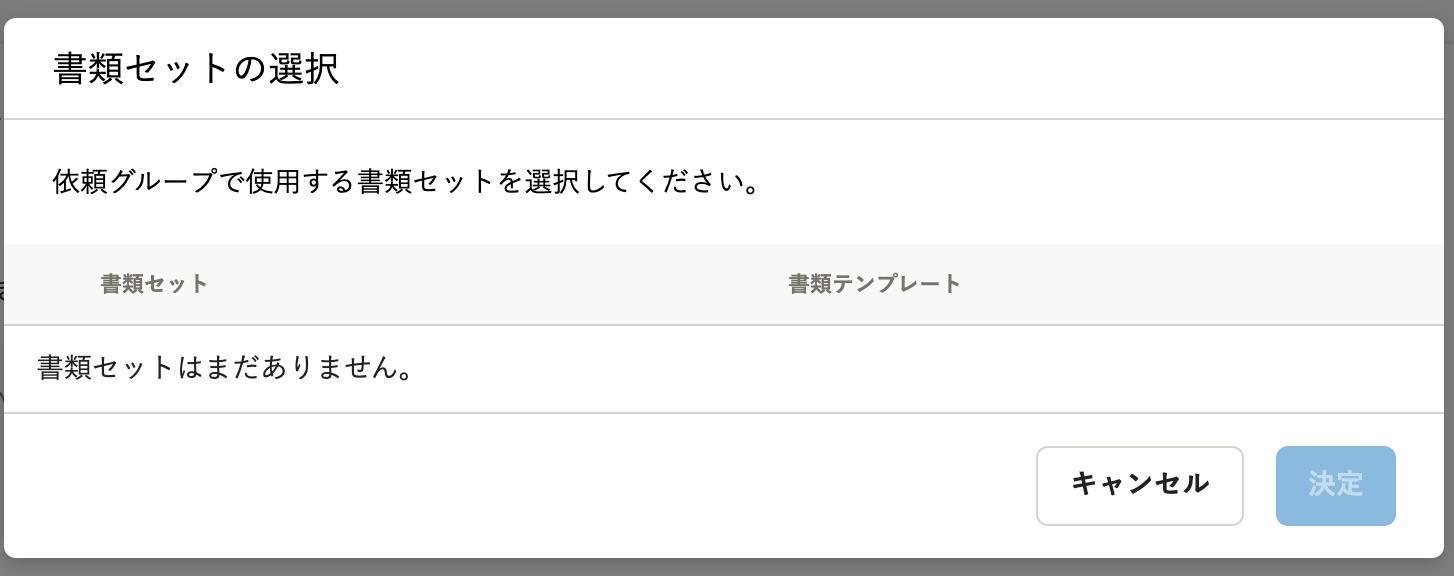 書類セットの選択
依頼グループで使用する書類セットを選択してください。
書類セット 書類テンプレート
書類セットはまだありません。
キャンセル 決定